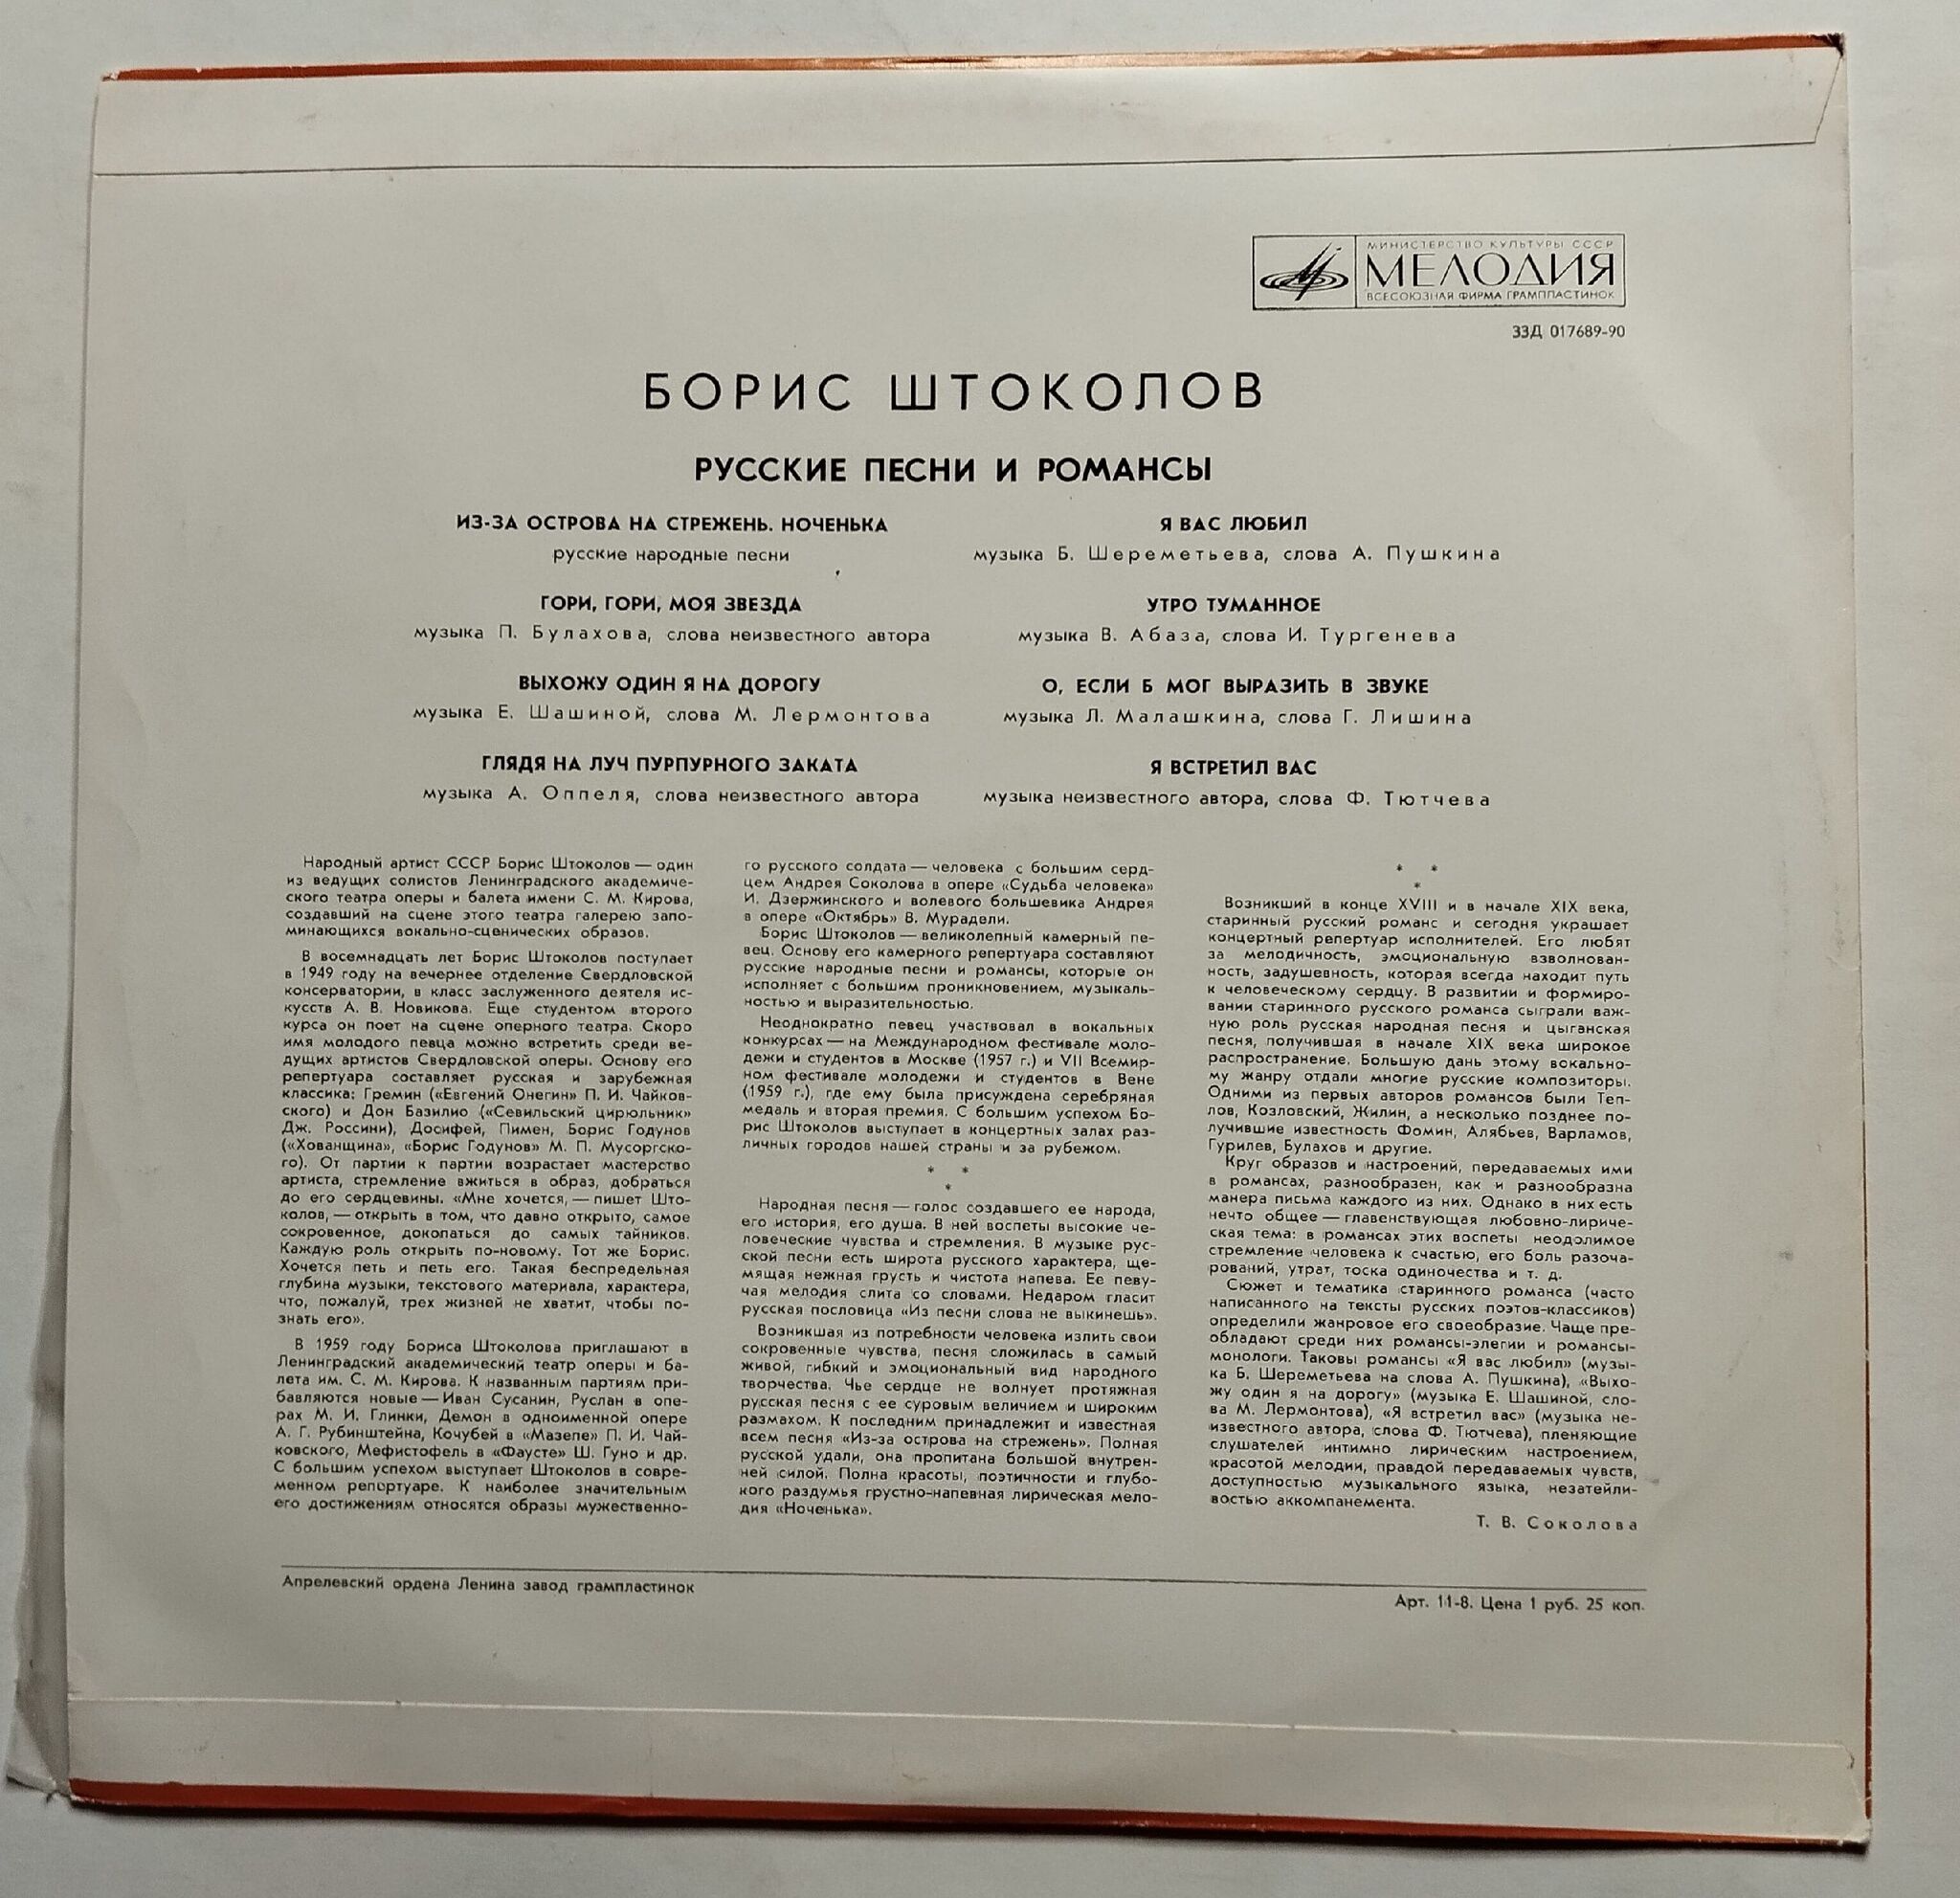 МИНИСТЕРСТВО КУЛЬТУРЫ СССР
МЕЛОДИЯ
ВСЕСОЮЗНАЯ ФИРМА ГРАМПЛАСТИНОК
33Д 017689-90
БОРИС ШТОКОЛОВ
РУССКИЕ ПЕСНИ И РОМАНСЫ
ИЗ-ЗА ОСТРОВА НА СТРЕЖЕНЬ. НОЧЕНЬКА
русские народные песни
ГОРИ, ГОРИ, МОЯ ЗВЕЗДА
музыка П. Булахова, слова неизвестного автора
ВЫХОЖУ ОДИН Я НА ДОРОГУ
музыка Е. Шашиной, слова М. Лермонтова
ГЛЯДЯ НА ЛУЧ ПУРПУРНОГО ЗАКАТА
музыка А. Оппеля, слова неизвестного автора
Я ВАС ЛЮБИЛ
музыка Б. Шереметьева, слова А. Пушкина
УТРО ТУМАННОЕ
музыка В. Абаза, слова И. Тургенева
О, ЕСЛИ Б МОГ ВЫРАЗИТЬ В ЗВУКЕ
музыка Л. Малашкина, слова Г. Лишина
Я ВСТРЕТИЛ ВАС
музыка неизвестного автора, слова Ф. Тютчева
Народный артист СССР Борис Штоколов — один
из ведущих солистов Ленинградского академиче-
ского театра оперы и балета имени С. М. Кирова,
создавший на сцене этого театра галерею запо-
минающихся вокально-сценических образов.
В восемнадцать лет Борис Штоколов поступает
в 1949 году на вечернее отделение Свердловской
консерватории, в класс заслуженного деятеля ис-
кусств А. В. Новикова. Еще студентом второго
курса он поет на сцене оперного театра. Скоро
имя молодого певца можно встретить среди ве-
дущих артистов Свердловской оперы. Основу его
репертуара составляет русская и зарубежная
классика: Гремин («Евгений Онегин» П. И. Чайков-
ского) и Дон Базилио («Севильский цирюльник»
Дж. Россини), Досифей, Пимен, Борис Годунов
(«Хованщина», «Борис Годунов» М. П. Мусоргско-
го). От партии к партии возрастает мастерство
артиста, стремление вжиться в образ, добраться
до его сердцевины. «Мне хочется, — пишет Што-
колов, — открыть в том, что давно открыто, самое
сокровенное, докопаться до самых тайников.
Каждую роль открыть по-новому. Тот же Борис.
Хочется петь и петь его. Такая беспредельная
глубина музыки, текстового материала, характера,
что, пожалуй, трех жизней не хватит, чтобы по-
знать его».
В 1959 году Бориса Штоколова приглашают в
Ленинградский академический театр оперы и ба-
лета им. С. М. Кирова. К названным партиям при-
бавляются новые — Иван Сусанин, Руслан в опе-
рах М. И. Глинки, Демон в одноименной опере
А. Г. Рубинштейна, Кочубей в «Мазепе» П. И. Чай-
ковского, Мефистофель в «Фаусте» Ш. Гуно и др.
С большим успехом выступает Штоколов в совре-
менном репертуаре. К наиболее значительным
его достижениям относятся образы мужественно-
го русского солдата — человека с большим серд-
цем Андрея Соколова в опере «Судьба человека»
И. Дзержинского и волевого большевика Андрея
в опере «Октябрь» В. Мурадели.
Борис Штоколов — великолепный камерный пе-
вец. Основу его камерного репертуара составляют
русские народные песни и романсы, которые он
исполняет с большим проникновением, музыкаль-
ностью и выразительностью.
Неоднократно певец участвовал в вокальных
конкурсах — на Международном фестивале моло-
дежи и студентов в Москве (1957 г.) и VII Всемир-
ном фестивале молодежи и студентов в Вене
(1959 г.), где ему была присуждена серебряная
медаль и вторая премия. С большим успехом Бо-
рис Штоколов выступает в концертных залах раз-
личных городов нашей страны и за рубежом.
* *
*
Народная песня — голос создавшего ее народа,
его история, его душа. В ней воспеты высокие че-
ловеческие чувства и стремления. В музыке рус-
ской песни есть широта русского характера, ще-
мящая нежная грусть и чистота напева. Ее певу-
чая мелодия слита со словами. Недаром гласит
русская пословица «Из песни слова не выкинешь».
Возникшая из потребности человека излить свои
сокровенные чувства, песня сложилась в самый
живой, гибкий и эмоциональный вид народного
творчества. Чье сердце не волнует протяжная
русская песня с ее суровым величием и широким
размахом. К последним принадлежит и известная
всем песня «Из-за острова на стрежень». Полная
русской удали, она пропитана большой внутрен-
ней силой. Полна красоты, поэтичности и глубо-
кого раздумья грустно-напевная лирическая мело-
дия «Ноченька».
* *
*
Возникший в конце XVIII и в начале XIX века,
старинный русский романс и сегодня украшает
концертный репертуар исполнителей. Его любят
за мелодичность, эмоциональную взволнован-
ность, задушевность, которая всегда находит путь
к человеческому сердцу. В развитии и формиро-
вании старинного русского романса сыграли важ-
ную роль русская народная песня и цыганская
песня, получившая в начале XIX века широкое
распространение. Большую дань этому вокально-
му жанру отдали многие русские композиторы.
Одними из первых авторов романсов были Теп-
лов, Козловский, Жилин, а несколько позднее по-
лучившие известность Фомин, Алябьев, Варламов,
Гурилев, Булахов и другие.
Круг образов и настроений, передаваемых ими
в романсах, разнообразен, как и разнообразна
манера письма каждого из них. Однако в них есть
нечто общее — главенствующая любовно-лириче-
ская тема: в романсах этих воспеты неодолимое
стремление человека к счастью, его боль разоча-
рований, утрат, тоска одиночества и т. д.
Сюжет и тематика старинного романса (часто
написанного на тексты русских поэтов-классиков)
определили жанровое его своеобразие. Чаще пре-
обладают среди них романсы-элегии и романсы-
монологи. Таковы романсы «Я вас любил» (музы-
ка Б. Шереметьева на слова А. Пушкина), «Выхо-
жу один я на дорогу» (музыка Е. Шашиной, сло-
ва М. Лермонтова), «Я встретил вас» (музыка не-
известного автора, слова Ф. Тютчева), пленяющие
слушателей интимно лирическим настроением,
красотой мелодии, правдой передаваемых чувств,
доступностью музыкального языка, незатейли-
востью аккомпанемента.
Т. В. Соколова
Апрелевский ордена Ленина завод грампластинок
Арт. 11-8. Цена 1 руб. 25 коп.